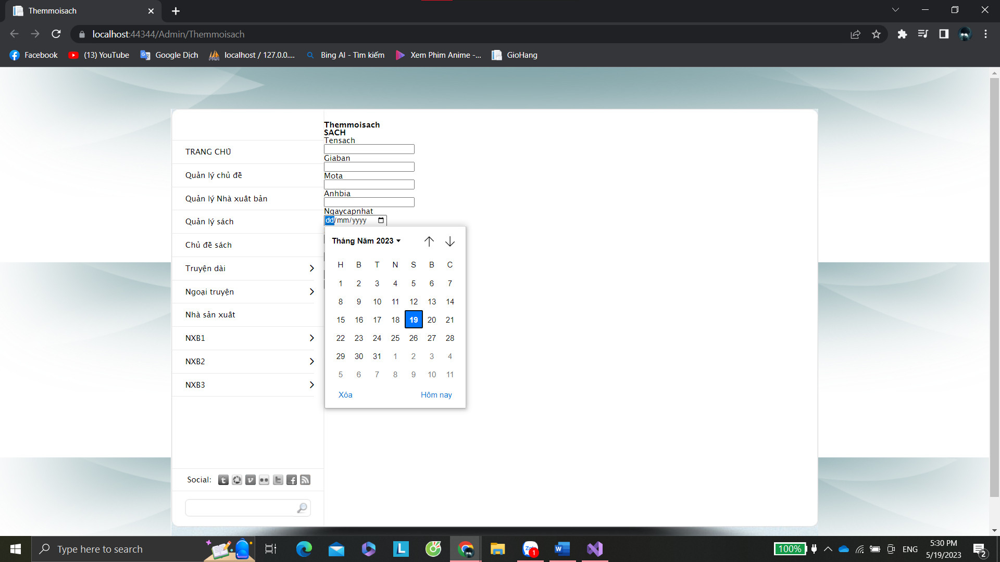 Themmoisach
localhost:44344/Admin/Themmoisach
Facebook
(13) YouTube
Google Dịch
localhost / 127.0.0....
Bing AI - Tìm kiếm
Xem Phim Anime -...
GioHang
TRANG CHỦ
Quản lý chủ đề
Quản lý Nhà xuất bản
Quản lý sách
Chủ đề sách
Truyện dài
Ngoại truyện
Nhà sản xuất
NXB1
NXB2
NXB3
Social:
Themmoisach
SACH
Tensach
Giaban
Mota
Anhbia
Ngaycapnhat
dd/mm/yyyy
Tháng Năm 2023
H B T N S B C
1 2 3 4 5 6 7
8 9 10 11 12 13 14
15 16 17 18 19 20 21
22 23 24 25 26 27 28
29 30 31 1 2 3 4
5 6 7 8 9 10 11
Xóa Hôm nay
Type here to search
100%
ENG
5:30 PM
5/19/2023
2
1